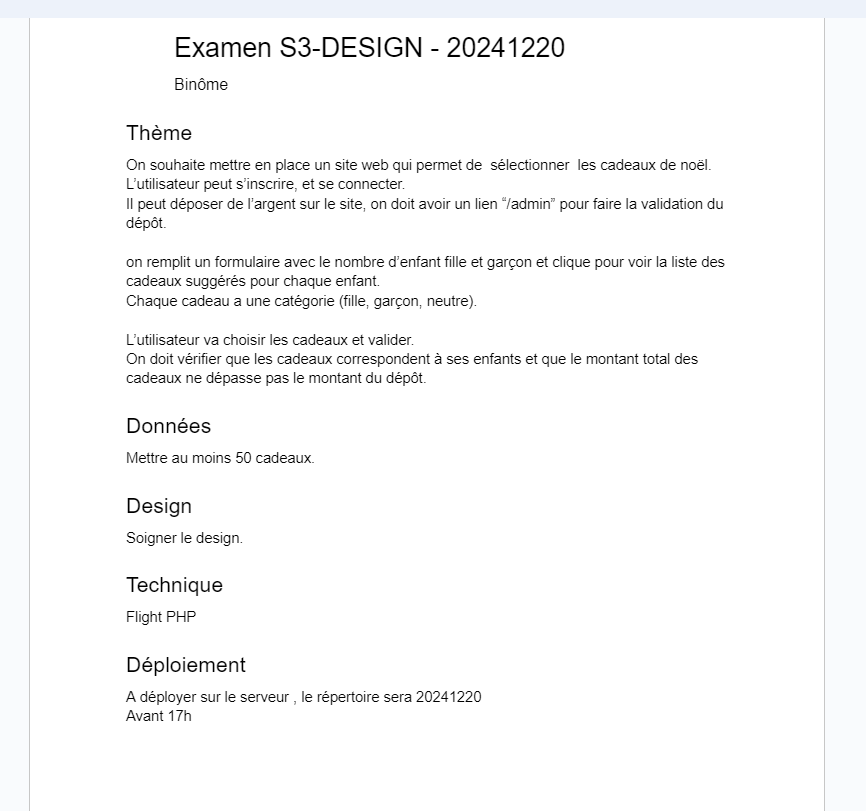 Examen S3-DESIGN - 20241220
Binôme
Thème
On souhaite mettre en place un site web qui permet de  sélectionner  les cadeaux de noël.
L’utilisateur peut s’inscrire, et se connecter.
Il peut déposer de l’argent sur le site, on doit avoir un lien “/admin” pour faire la validation du
dépôt.
on remplit un formulaire avec le nombre d’enfant fille et garçon et clique pour voir la liste des
cadeaux suggérés pour chaque enfant.
Chaque cadeau a une catégorie (fille, garçon, neutre).
L’utilisateur va choisir les cadeaux et valider.
On doit vérifier que les cadeaux correspondent à ses enfants et que le montant total des
cadeaux ne dépasse pas le montant du dépôt.
Données
Mettre au moins 50 cadeaux.
Design
Soigner le design.
Technique
Flight PHP
Déploiement
A déployer sur le serveur , le répertoire sera 20241220
Avant 17h